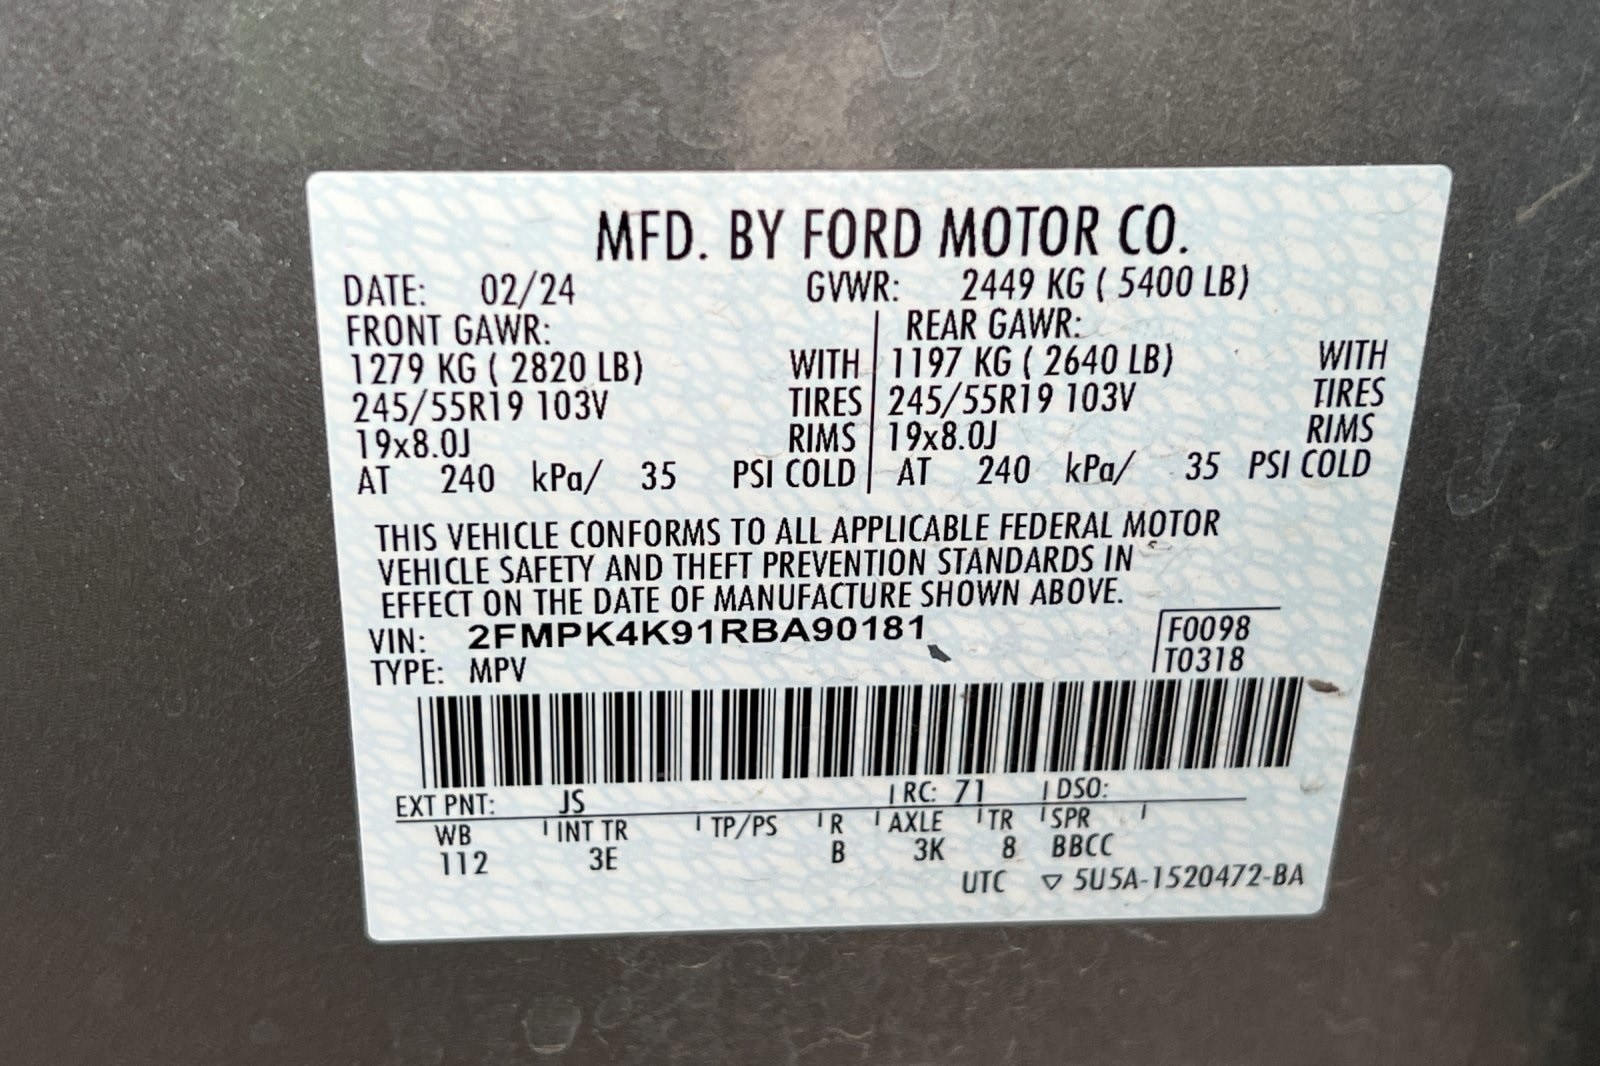 MFD. BY FORD MOTOR CO.
DATE: 02/24 GVWR: 2449 KG ( 5400 LB)
FRONT GAWR: REAR GAWR:
1279 KG ( 2820 LB) WITH 1197 KG ( 2640 LB) WITH
245/55R19 103V TIRES 245/55R19 103V TIRES
19x8.0J RIMS 19x8.0J RIMS
AT 240 kPa/ 35 PSI COLD AT 240 kPa/ 35 PSI COLD
THIS VEHICLE CONFORMS TO ALL APPLICABLE FEDERAL MOTOR
VEHICLE SAFETY AND THEFT PREVENTION STANDARDS IN
EFFECT ON THE DATE OF MANUFACTURE SHOWN ABOVE.
VIN: 2FMPK4K91RBA90181 F0098
TYPE: MPV T0318
EXT PNT: JS RC: 71 DSO:
WB INT TR TP/PS R AXLE TR SPR
112 3E B 3K 8 BBCC
UTC ▽ 5U5A-1520472-BA